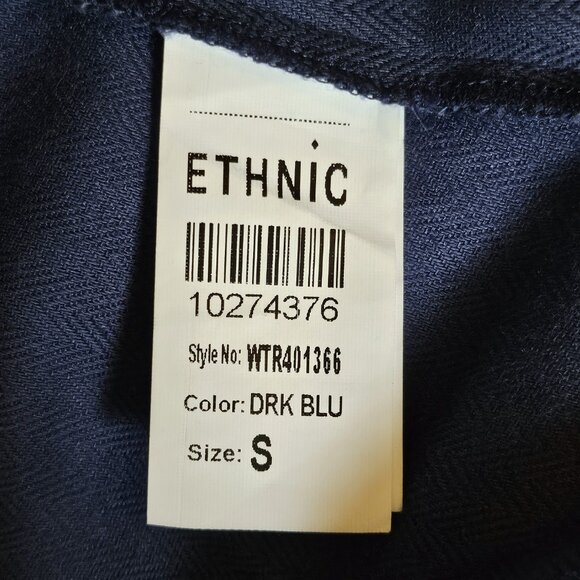 ETHNiC
10274376
Style No: WTR401366
Color: DRK BLU
Size: S